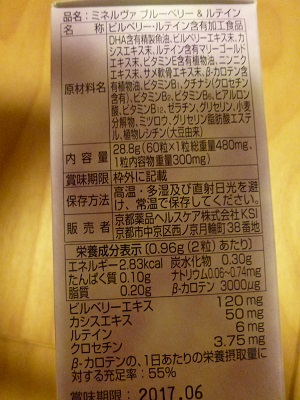 品名:ミネルヴァ ブルーベリー & ルテイン
名称 ビルベリー・ルテイン含有加工食品
原材料名 DHA含有精製魚油、ビルベリーエキス末、カ
シスエキス末、ルテイン含有マリーゴールド
エキス末、ビタミンE含有植物油、ニンニク
エキス末、サメ軟骨エキス末、β-カロテン含
有植物油、ビタミンC、クチナシ(クロセチン
含有)、ビタミンB1、ビタミンB2、ヒアルロン
酸、ビタミンB12、ゼラチン、グリセリン、小麦
分解物、ミツロウ、グリセリン脂肪酸エステ
ル、植物レシチン(大豆由来)
内容量 28.8g(60粒×1粒総重量480mg、
1粒内容物重量300mg)
賞味期限 枠外に記載
保存方法 高温・多湿及び直射日光を避
け、常温で保存してください。
販売者 京都薬品ヘルスケア株式会社KSI
京都市中京区西ノ京月輪町38番地
栄養成分表示(0.96g(2粒)あたり)
エネルギー 2.83kcal 炭水化物 0.30g
たんぱく質 0.10g ナトリウム0.06~0.74mg
脂質 0.20g β-カロテン 3000μg
ビルベリーエキス 120 mg
カシスエキス 50 mg
ルテイン 6 mg
クロセチン 3.75 mg
β-カロテンの、1日あたりの栄養摂取量に
対する充足率:55%
賞味期限 2017.06